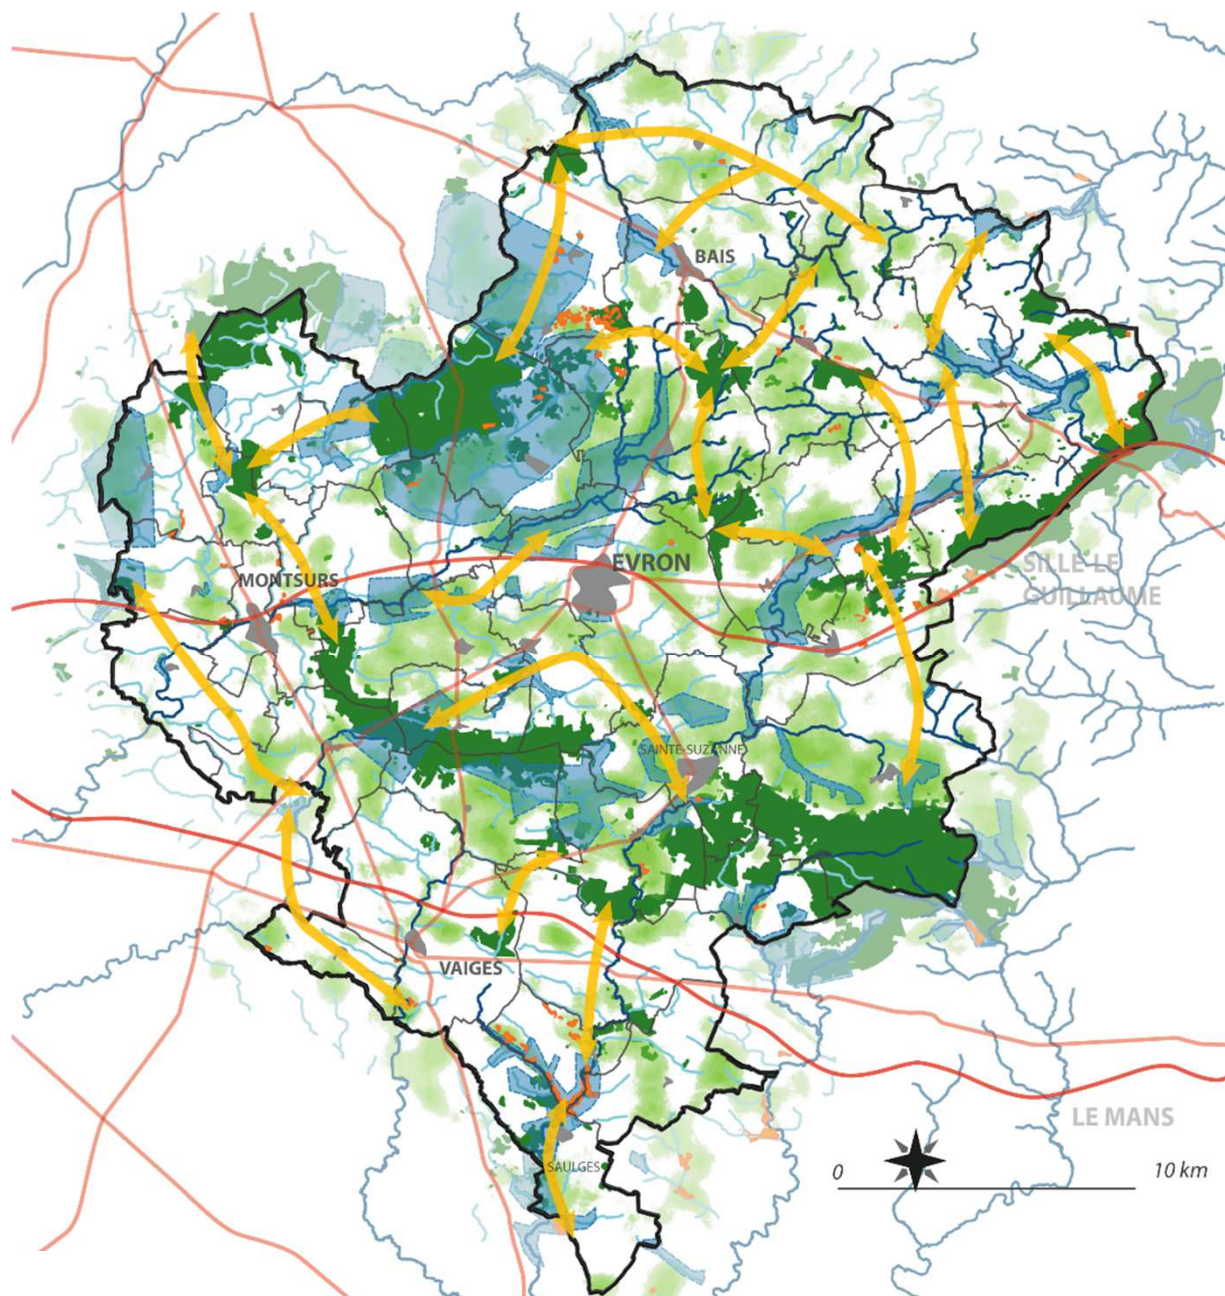 BAIS
EVRON
MONTSURS
SILLE-LE
GUILLAUME
SAINTE-SUZANNE
VAIGES
LE MANS
SAULGES
0 10 km